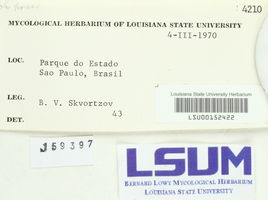 4210
MYCOLOGICAL HERBARIUM OF LOUISIANA STATE UNIVERSITY
4-III-1970
LOC. Parque do Estado
Sao Paulo, Brasil
LEG. B. V. Skvortzov
43
DET.
Louisiana State University Herbarium
LSU00152422
J59397
LSUM
BERNARD LOWY MYCOLOGICAL HERBARIUM
LOUISIANA STATE UNIVERSITY